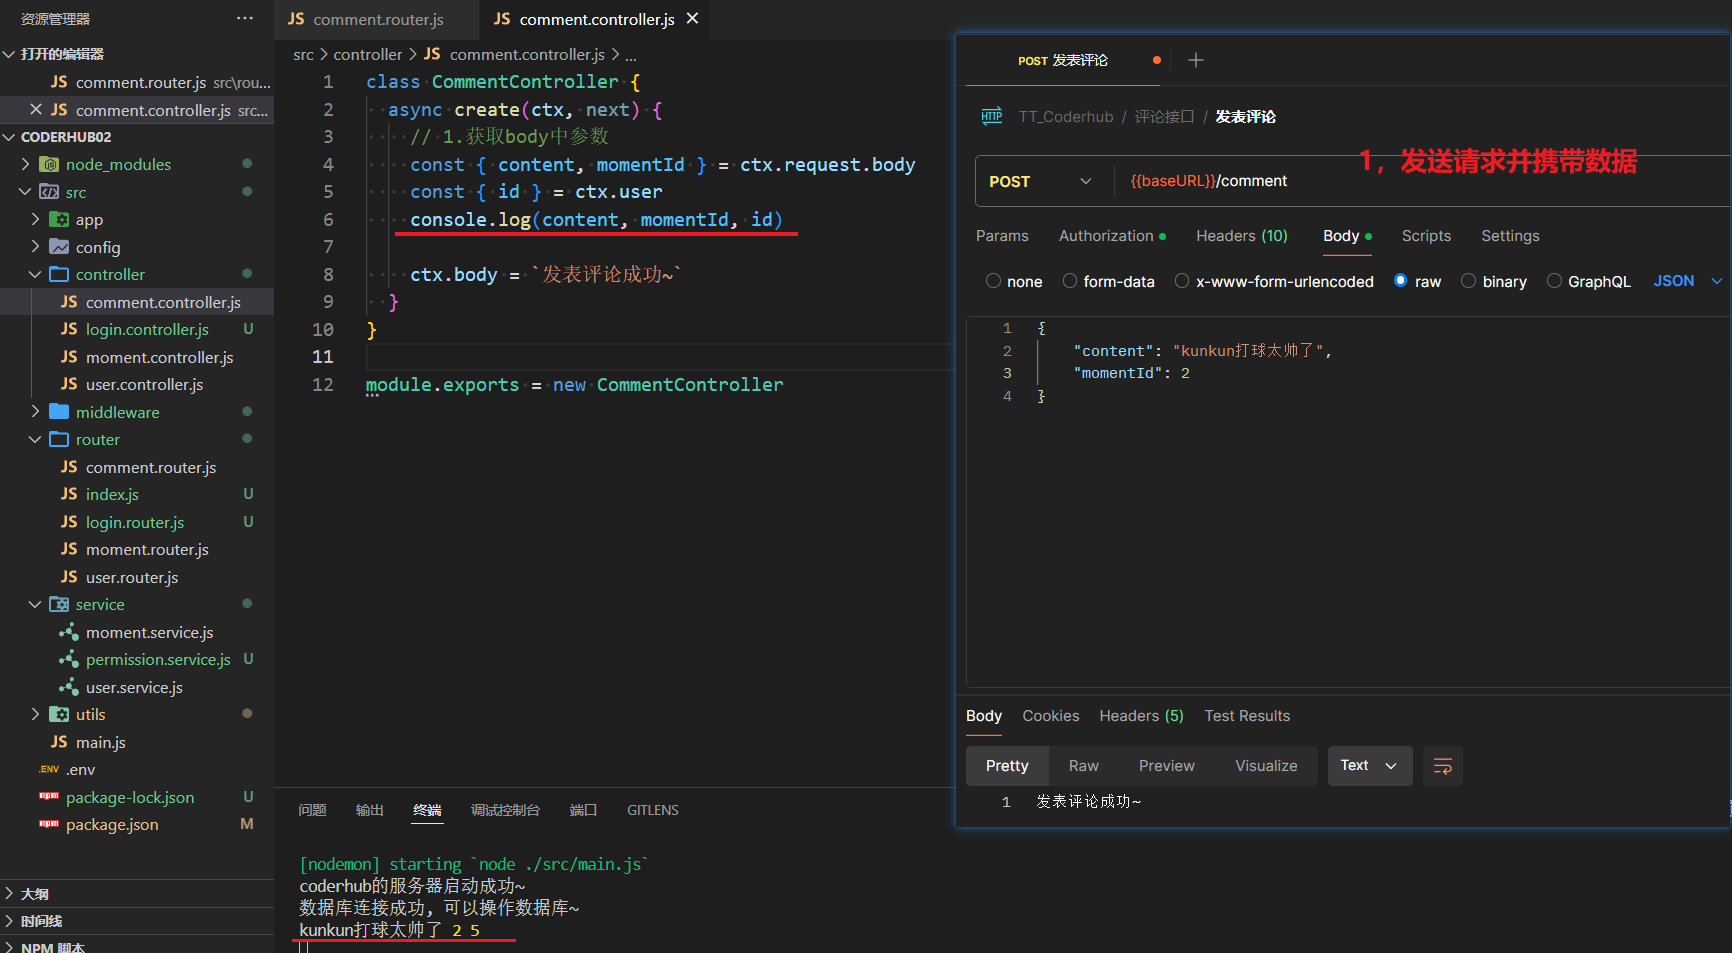 资源管理器
打开的编辑器
comment.router.js src\rou...
comment.controller.js src...
CODERHUB02
node_modules
src
app
config
controller
JS comment.controller.js
JS login.controller.js U
JS moment.controller.js
JS user.controller.js
middleware
router
JS comment.router.js
JS index.js U
JS login.router.js U
JS moment.router.js
JS user.router.js
service
moment.service.js
permission.service.js U
user.service.js
utils
JS main.js
.ENV .env
npm package-lock.json U
npm package.json M
大纲
时间线
NPM 脚本
JS comment.router.js
JS comment.controller.js
src > controller > JS comment.controller.js > ...
1 class CommentController {
2 async create(ctx, next) {
3 // 1.获取body中参数
4 const { content, momentId } = ctx.request.body
5 const { id } = ctx.user
6 console.log(content, momentId, id)
7
8 ctx.body = `发表评论成功~`
9 }
10 }
11
12 module.exports = new CommentController
问题 输出 终端 调试控制台 端口 GITLENS
[nodemon] starting `node ./src/main.js`
coderhub的服务器启动成功~
数据库连接成功, 可以操作数据库~
kunkun打球太帅了 2 5
POST 发表评论
HTTP TT_Coderhub / 评论接口 / 发表评论
1，发送请求并携带数据
POST {{baseURL}}/comment
Params Authorization Headers (10) Body Scripts Settings
none form-data x-www-form-urlencoded raw binary GraphQL JSON
1 {
2 "content": "kunkun打球太帅了",
3 "momentId": 2
4 }
Body Cookies Headers (5) Test Results
Pretty Raw Preview Visualize Text
1 发表评论成功~